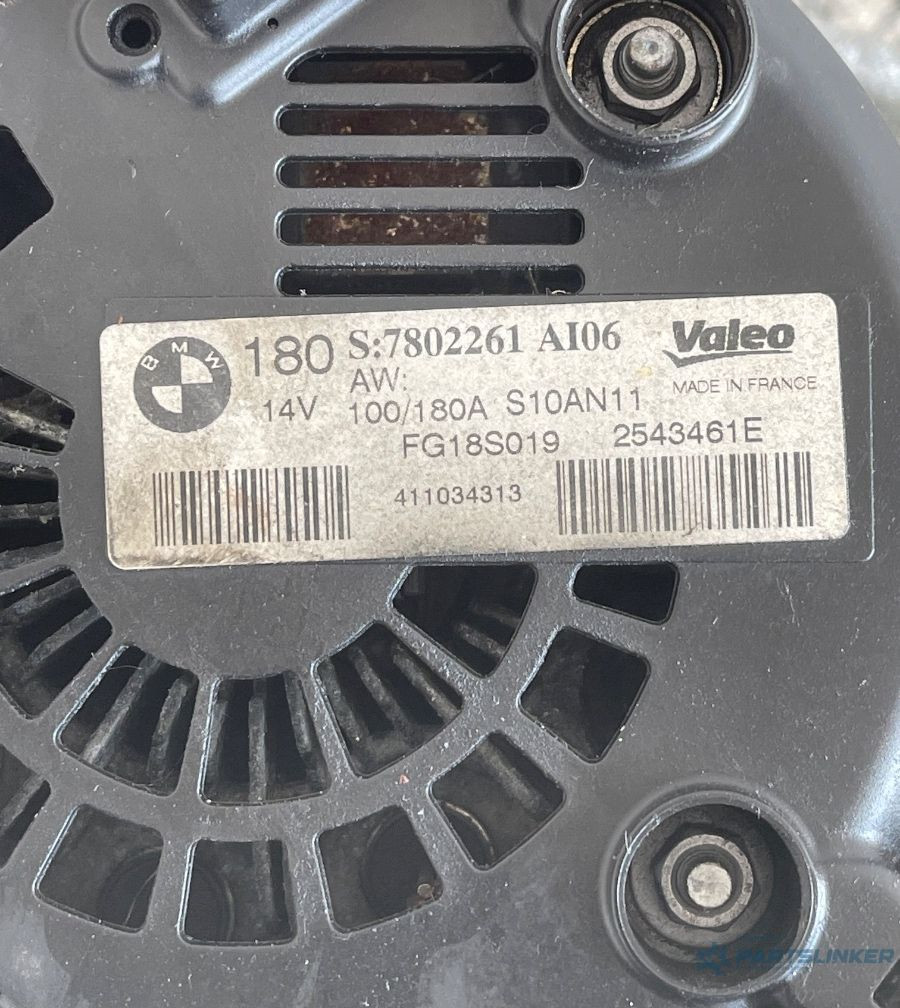 BMW 180 S:7802261 AI06 Valeo
AW:
14V 100/180A S10AN11 MADE IN FRANCE
FG18S019 2543461E
411034313
PARTSLINKER